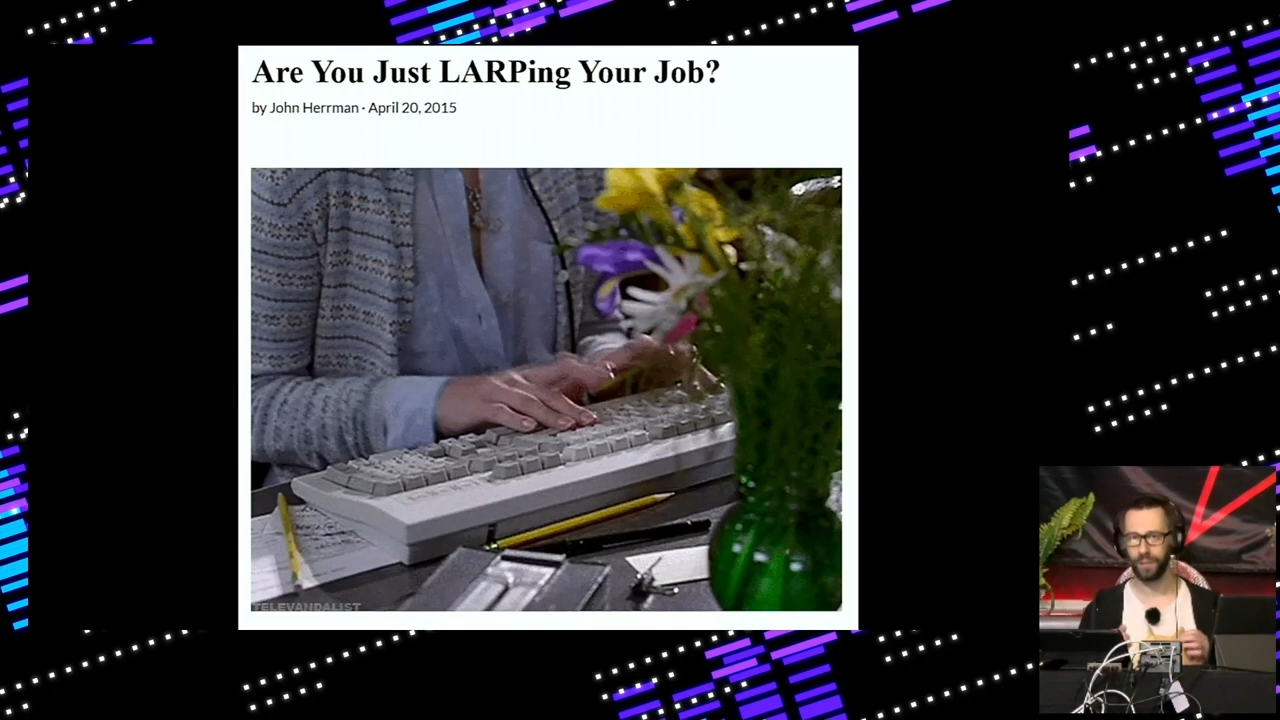 Are You Just LARPing Your Job?
by John Herrman · April 20, 2015
TELEVANDALIST